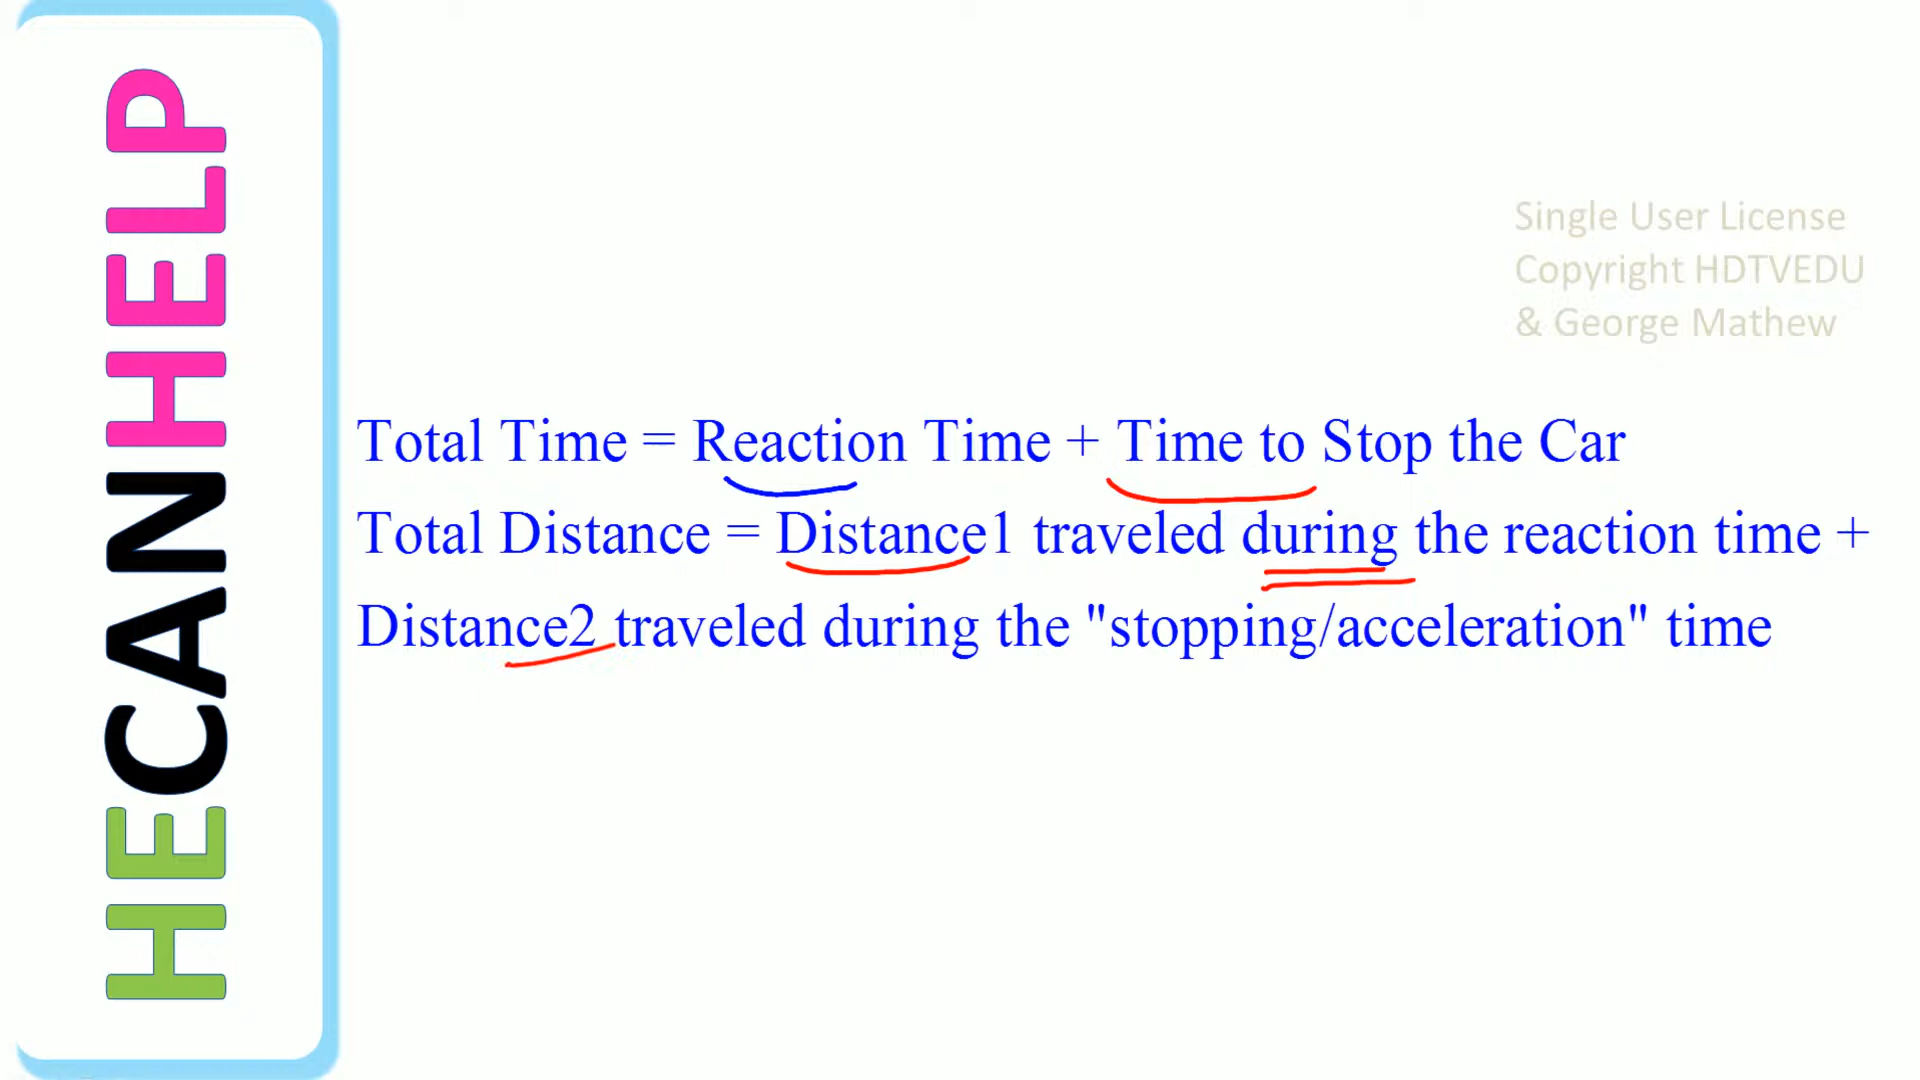 HECANHELP
Single User License
Copyright HDTVEDU
& George Mathew
Total Time = Reaction Time + Time to Stop the Car
Total Distance = Distance1 traveled during the reaction time +
Distance2 traveled during the "stopping/acceleration" time